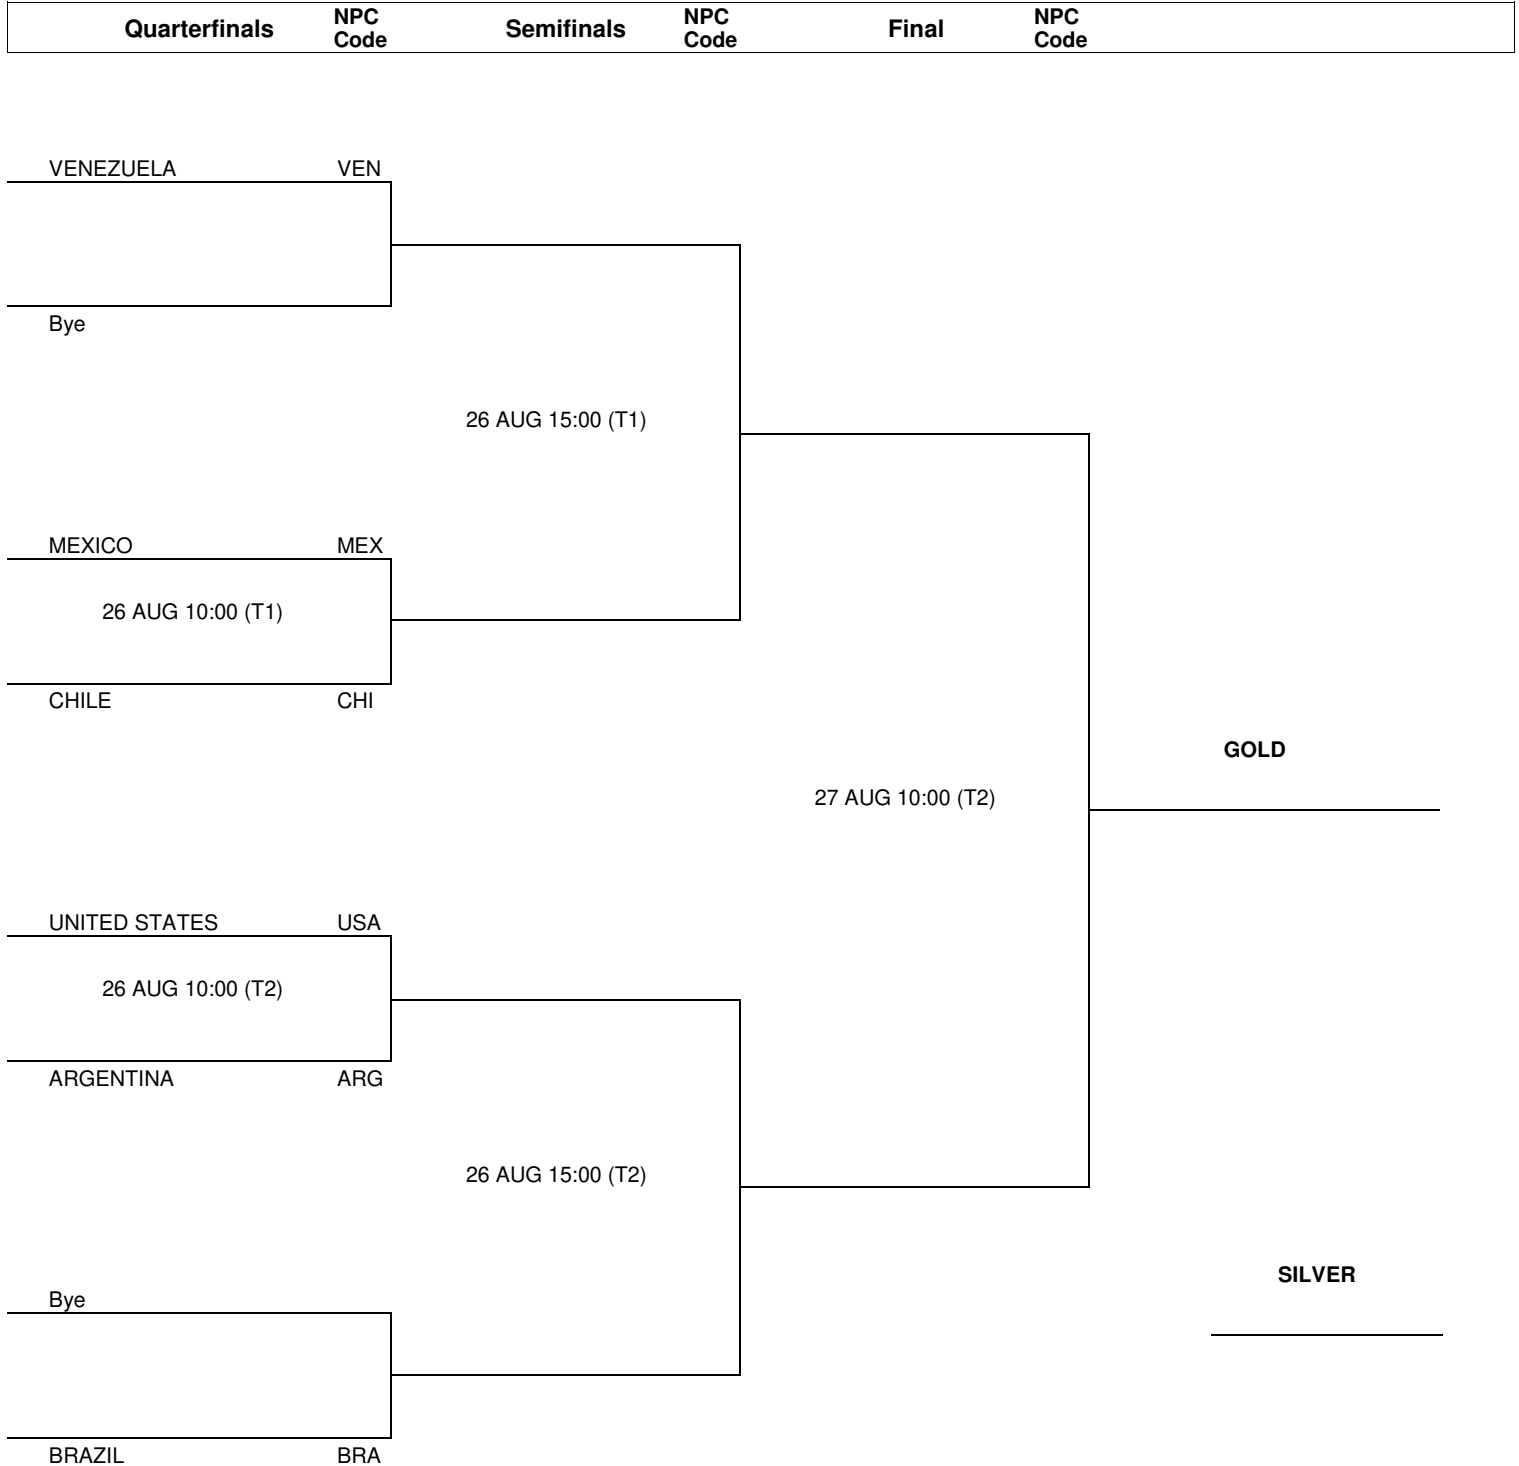 Quarterfinals NPC Code Semifinals NPC Code Final NPC Code
VENEZUELA VEN
Bye
26 AUG 15:00 (T1)
MEXICO MEX
26 AUG 10:00 (T1)
CHILE CHI
GOLD
27 AUG 10:00 (T2)
UNITED STATES USA
26 AUG 10:00 (T2)
ARGENTINA ARG
26 AUG 15:00 (T2)
SILVER
Bye
BRAZIL BRA